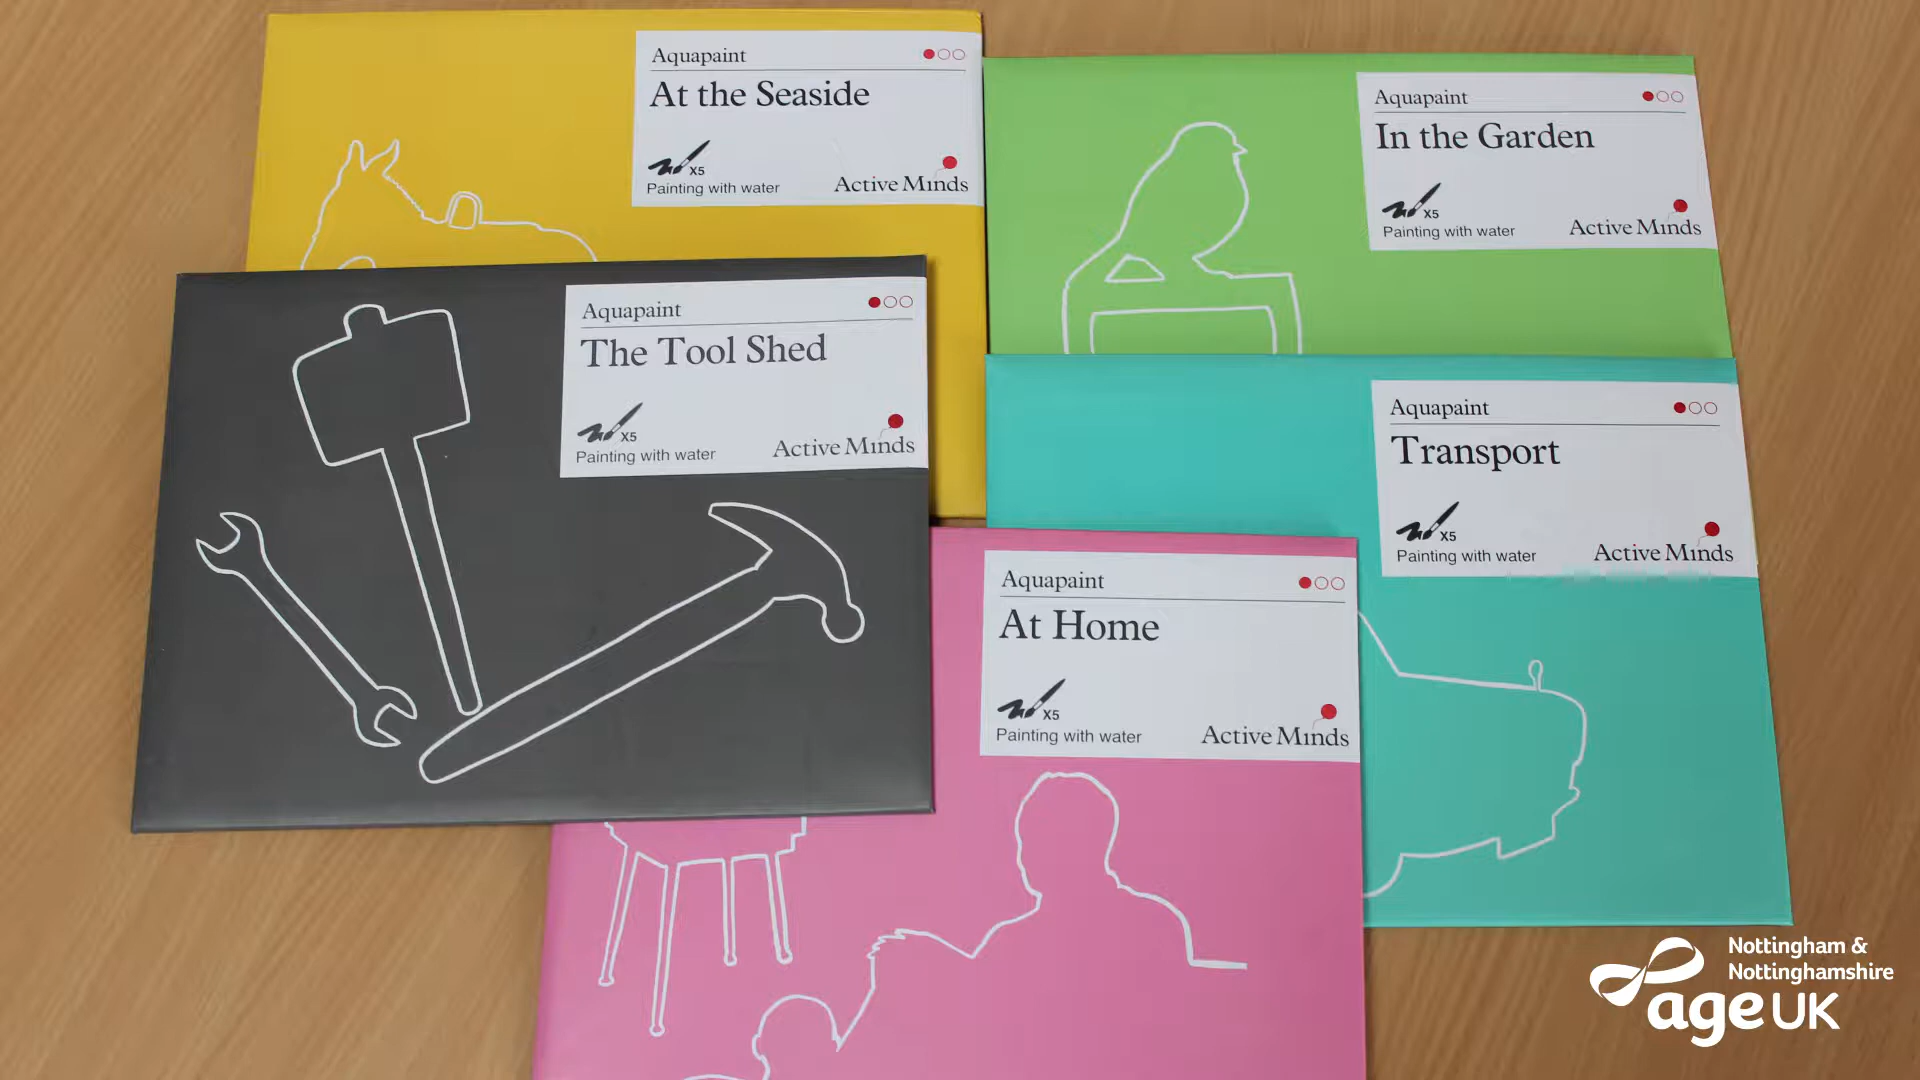 Aquapaint
At the Seaside
X5
Painting with water
Active Minds
Aquapaint
In the Garden
X5
Painting with water
Active Minds
Aquapaint
The Tool Shed
X5
Painting with water
Active Minds
Aquapaint
Transport
X5
Painting with water
Active Minds
Aquapaint
At Home
X5
Painting with water
Active Minds
Nottingham &
Nottinghamshire
age UK